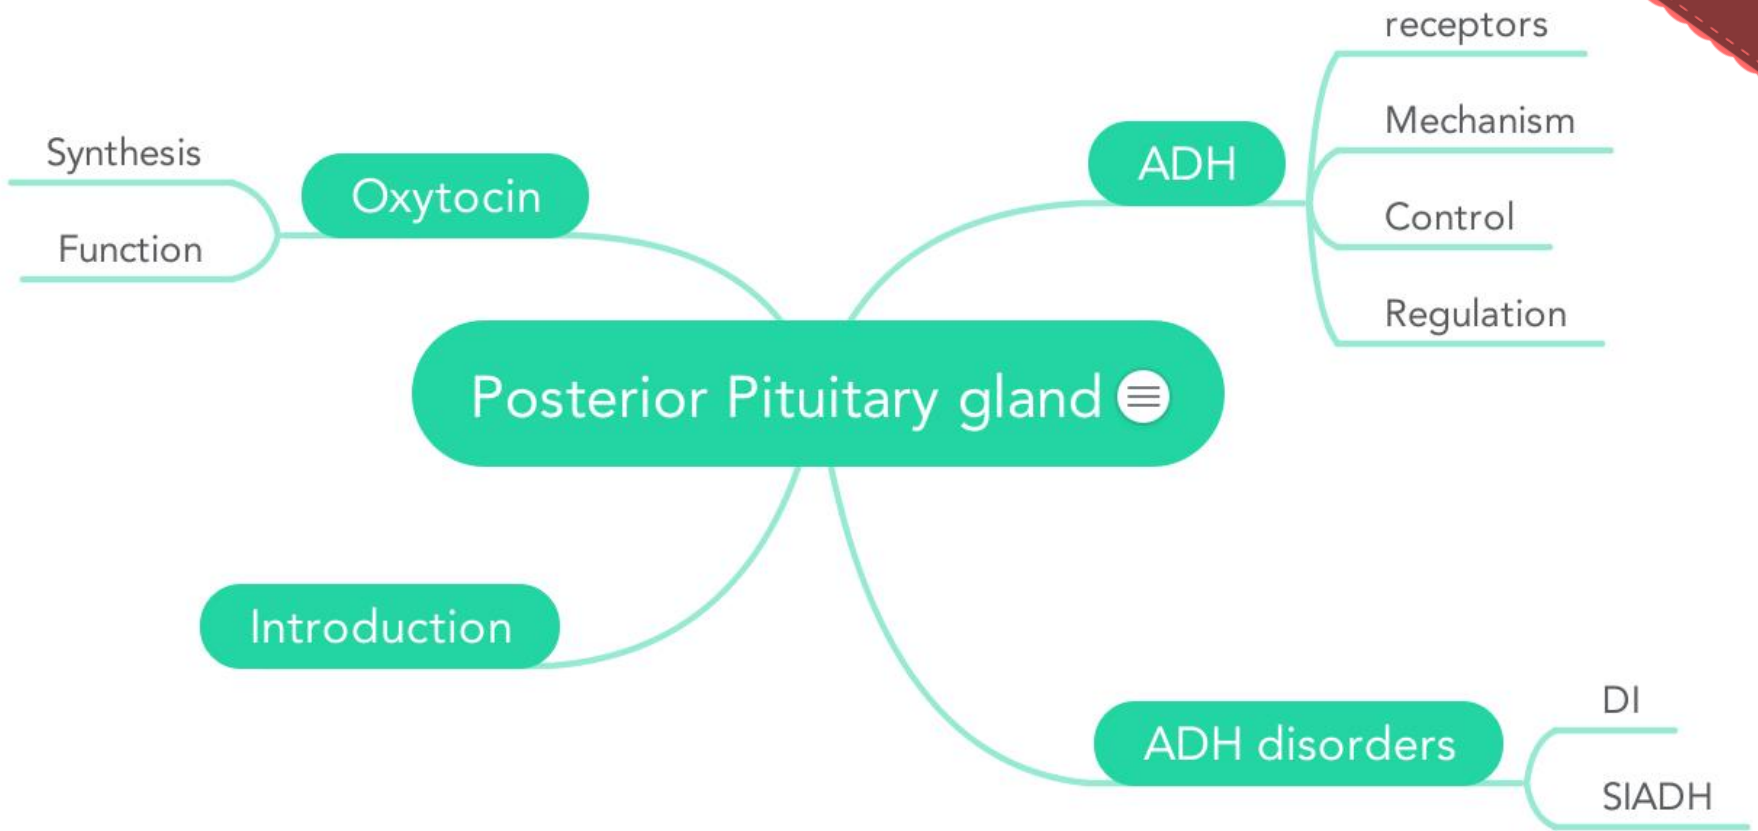 receptors
Mechanism
ADH
Control
Regulation
Synthesis
Oxytocin
Function
Posterior Pituitary gland
Introduction
ADH disorders
DI
SIADH